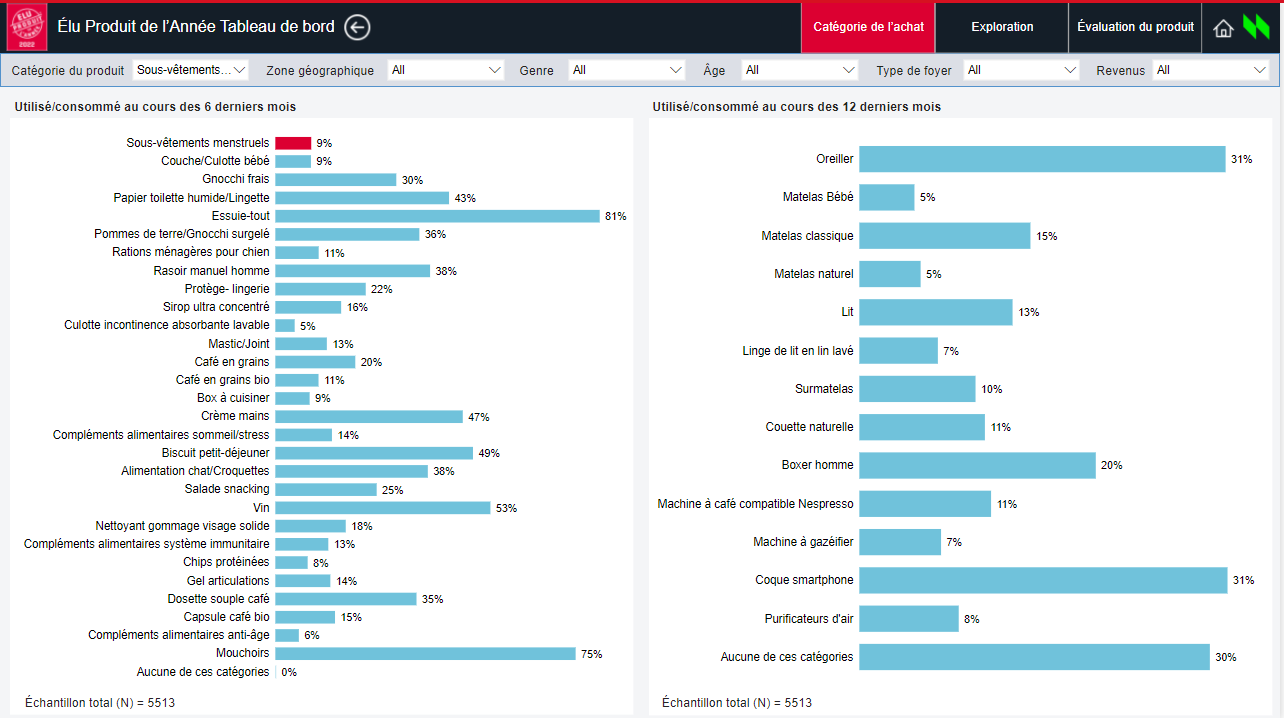 ÉLU PRODUIT DE L'ANNÉE 2022
Élu Produit de l'Année Tableau de bord
Catégorie de l'achat
Exploration
Évaluation du produit
Catégorie du produit Sous-vêtements... Zone géographique All Genre All Âge All Type de foyer All Revenus All
Utilisé/consommé au cours des 6 derniers mois
Sous-vêtements menstruels 9%
Couche/Culotte bébé 9%
Gnocchi frais 30%
Papier toilette humide/Lingette 43%
Essuie-tout 81%
Pommes de terre/Gnocchi surgelé 36%
Rations ménagères pour chien 11%
Rasoir manuel homme 38%
Protège- lingerie 22%
Sirop ultra concentré 16%
Culotte incontinence absorbante lavable 5%
Mastic/Joint 13%
Café en grains 20%
Café en grains bio 11%
Box à cuisiner 9%
Crème mains 47%
Compléments alimentaires sommeil/stress 14%
Biscuit petit-déjeuner 49%
Alimentation chat/Croquettes 38%
Salade snacking 25%
Vin 53%
Nettoyant gommage visage solide 18%
Compléments alimentaires système immunitaire 13%
Chips protéinées 8%
Gel articulations 14%
Dosette souple café 35%
Capsule café bio 15%
Compléments alimentaires anti-âge 6%
Mouchoirs 75%
Aucune de ces catégories 0%
Échantillon total (N) = 5513
Utilisé/consommé au cours des 12 derniers mois
Oreiller 31%
Matelas Bébé 5%
Matelas classique 15%
Matelas naturel 5%
Lit 13%
Linge de lit en lin lavé 7%
Surmatelas 10%
Couette naturelle 11%
Boxer homme 20%
Machine à café compatible Nespresso 11%
Machine à gazéifier 7%
Coque smartphone 31%
Purificateurs d'air 8%
Aucune de ces catégories 30%
Échantillon total (N) = 5513